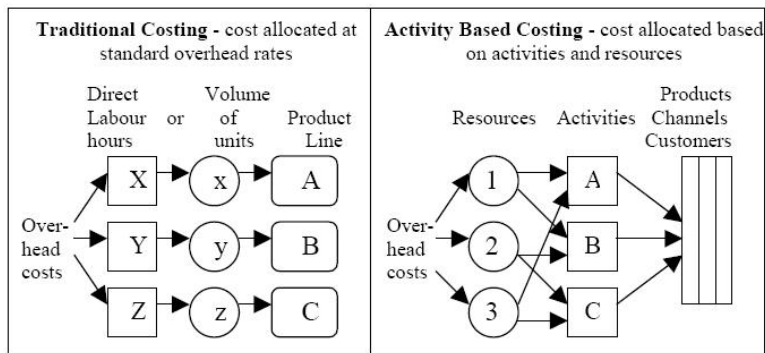 Traditional Costing - cost allocated at
standard overhead rates
Direct
Labour
hours
or
Volume
of
units
Product
Line
Over-
head
costs
X
x
A
Y
y
B
Z
z
C
Activity Based Costing - cost allocated based
on activities and resources
Resources
Activities
Products
Channels
Customers
Over-
head
costs
1
A
2
B
3
C